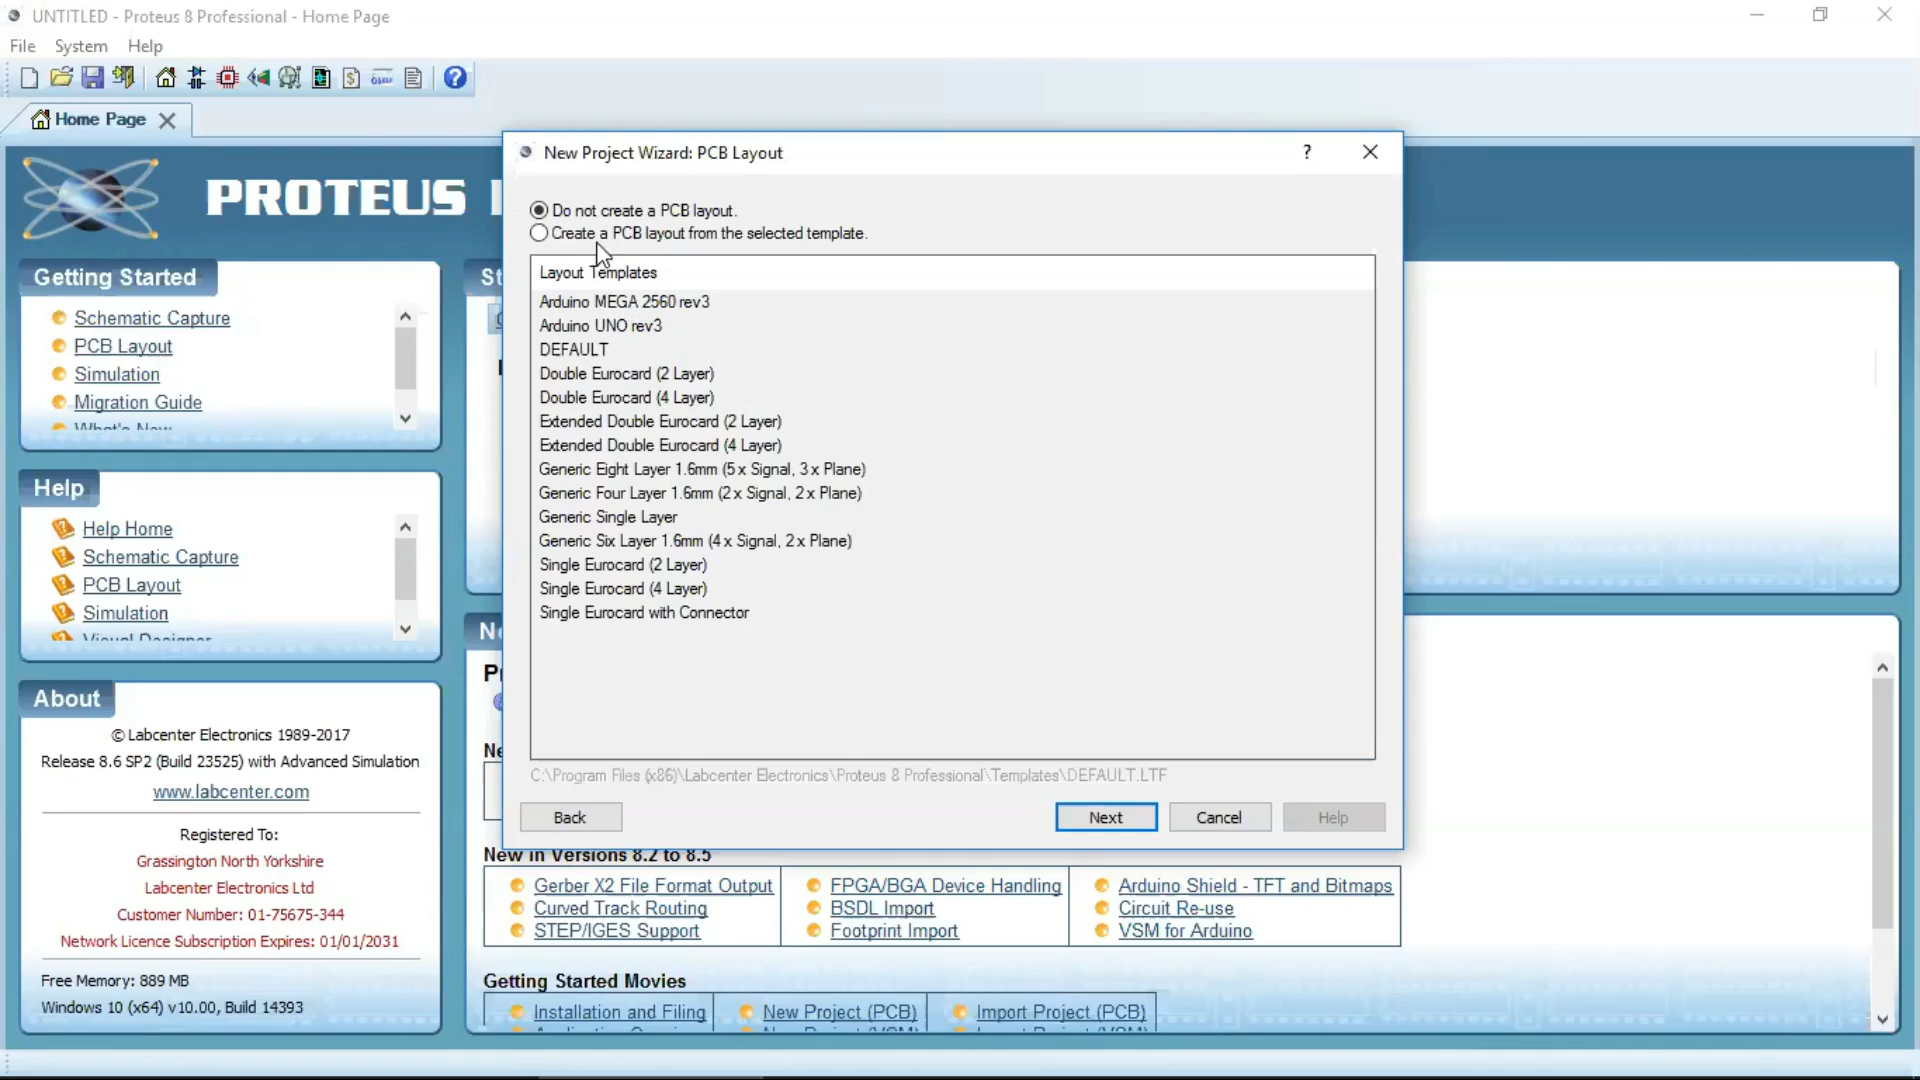 UNTITLED - Proteus 8 Professional - Home Page
File System Help
Home Page
PROTEUS
Getting Started
Schematic Capture
PCB Layout
Simulation
Migration Guide
What's New
Help
Help Home
Schematic Capture
PCB Layout
Simulation
Visual Designer
About
© Labcenter Electronics 1989-2017
Release 8.6 SP2 (Build 23525) with Advanced Simulation
www.labcenter.com
Registered To:
Grassington North Yorkshire
Labcenter Electronics Ltd
Customer Number: 01-75675-344
Network Licence Subscription Expires: 01/01/2031
Free Memory: 889 MB
Windows 10 (x64) v10.00, Build 14393
New Project Wizard: PCB Layout
Do not create a PCB layout.
Create a PCB layout from the selected template.
Layout Templates
Arduino MEGA 2560 rev3
Arduino UNO rev3
DEFAULT
Double Eurocard (2 Layer)
Double Eurocard (4 Layer)
Extended Double Eurocard (2 Layer)
Extended Double Eurocard (4 Layer)
Generic Eight Layer 1.6mm (5 x Signal, 3 x Plane)
Generic Four Layer 1.6mm (2 x Signal, 2 x Plane)
Generic Single Layer
Generic Six Layer 1.6mm (4 x Signal, 2 x Plane)
Single Eurocard (2 Layer)
Single Eurocard (4 Layer)
Single Eurocard with Connector
C:\Program Files (x86)\Labcenter Electronics\Proteus 8 Professional\Templates\DEFAULT.LTF
Back Next Cancel Help
New in Versions 8.2 to 8.5
Gerber X2 File Format Output FPGA/BGA Device Handling Arduino Shield - TFT and Bitmaps
Curved Track Routing BSDL Import Circuit Re-use
STEP/IGES Support Footprint Import VSM for Arduino
Getting Started Movies
Installation and Filing New Project (PCB) Import Project (PCB)